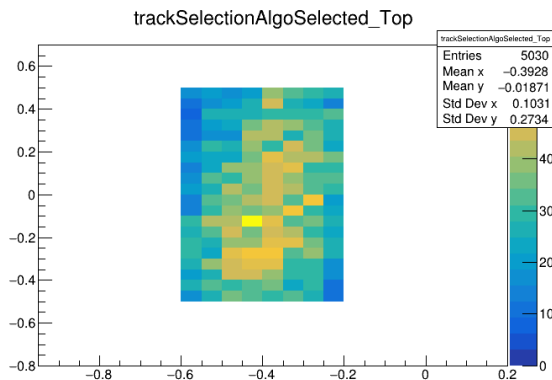 trackSelectionAlgoSelected_Top
trackSelectionAlgoSelected_Top
Entries 5030
Mean x −0.3928
Mean y −0.01871
Std Dev x 0.1031
Std Dev y 0.2734
0.6
0.4
0.2
0
−0.2
−0.4
−0.6
−0.8
−0.8 −0.6 −0.4 −0.2 0 0.2
40
30
20
10
0